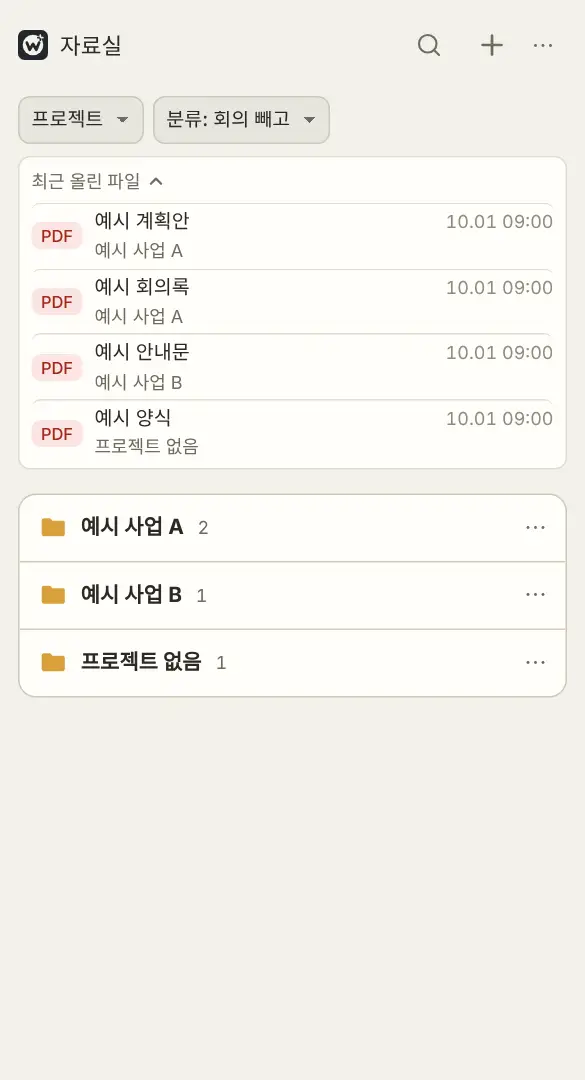 자료실
프로젝트
분류: 회의 빼고
최근 올린 파일
PDF 예시 계획안 10.01 09:00
예시 사업 A
PDF 예시 회의록 10.01 09:00
예시 사업 A
PDF 예시 안내문 10.01 09:00
예시 사업 B
PDF 예시 양식 10.01 09:00
프로젝트 없음
예시 사업 A 2
예시 사업 B 1
프로젝트 없음 1